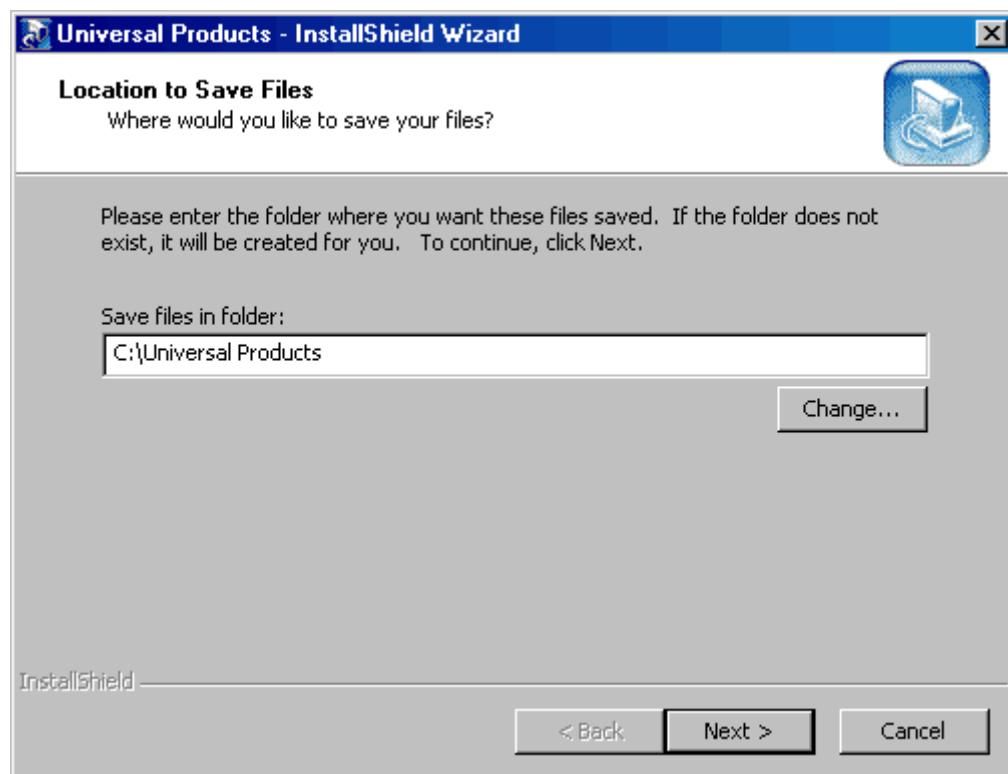 Universal Products - InstallShield Wizard
Location to Save Files
Where would you like to save your files?
Please enter the folder where you want these files saved.  If the folder does not
exist, it will be created for you.   To continue, click Next.
Save files in folder:
C:\Universal Products
Change...
InstallShield
< Back
Next >
Cancel